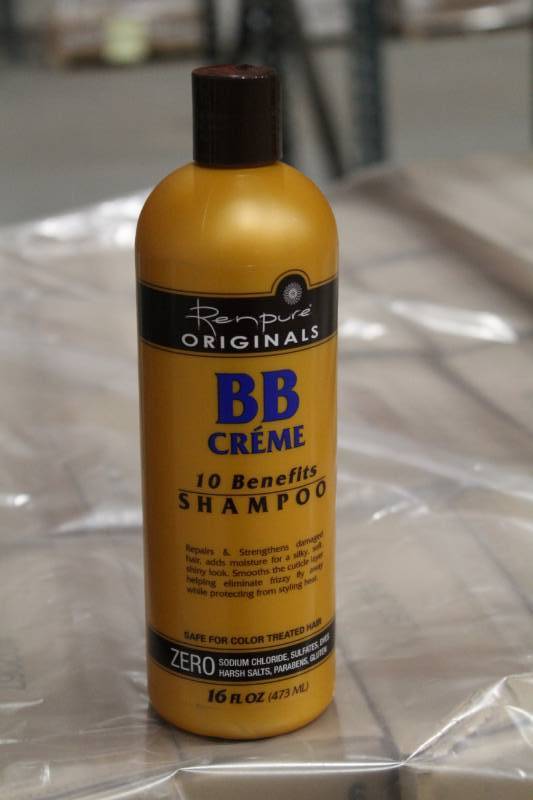 Renpure®
ORIGINALS
BB
CRÉME
10 Benefits
SHAMPOO
Repairs & Strengthens damaged
hair, adds moisture for a silky, soft,
shiny look. Smooths the cuticle layer
helping eliminate frizzy fly away
while protecting from styling heat.
SAFE FOR COLOR TREATED HAIR
ZERO SODIUM CHLORIDE, SULFATES, DYES
HARSH SALTS, PARABENS, GLUTEN
16 FL OZ (473 ML)